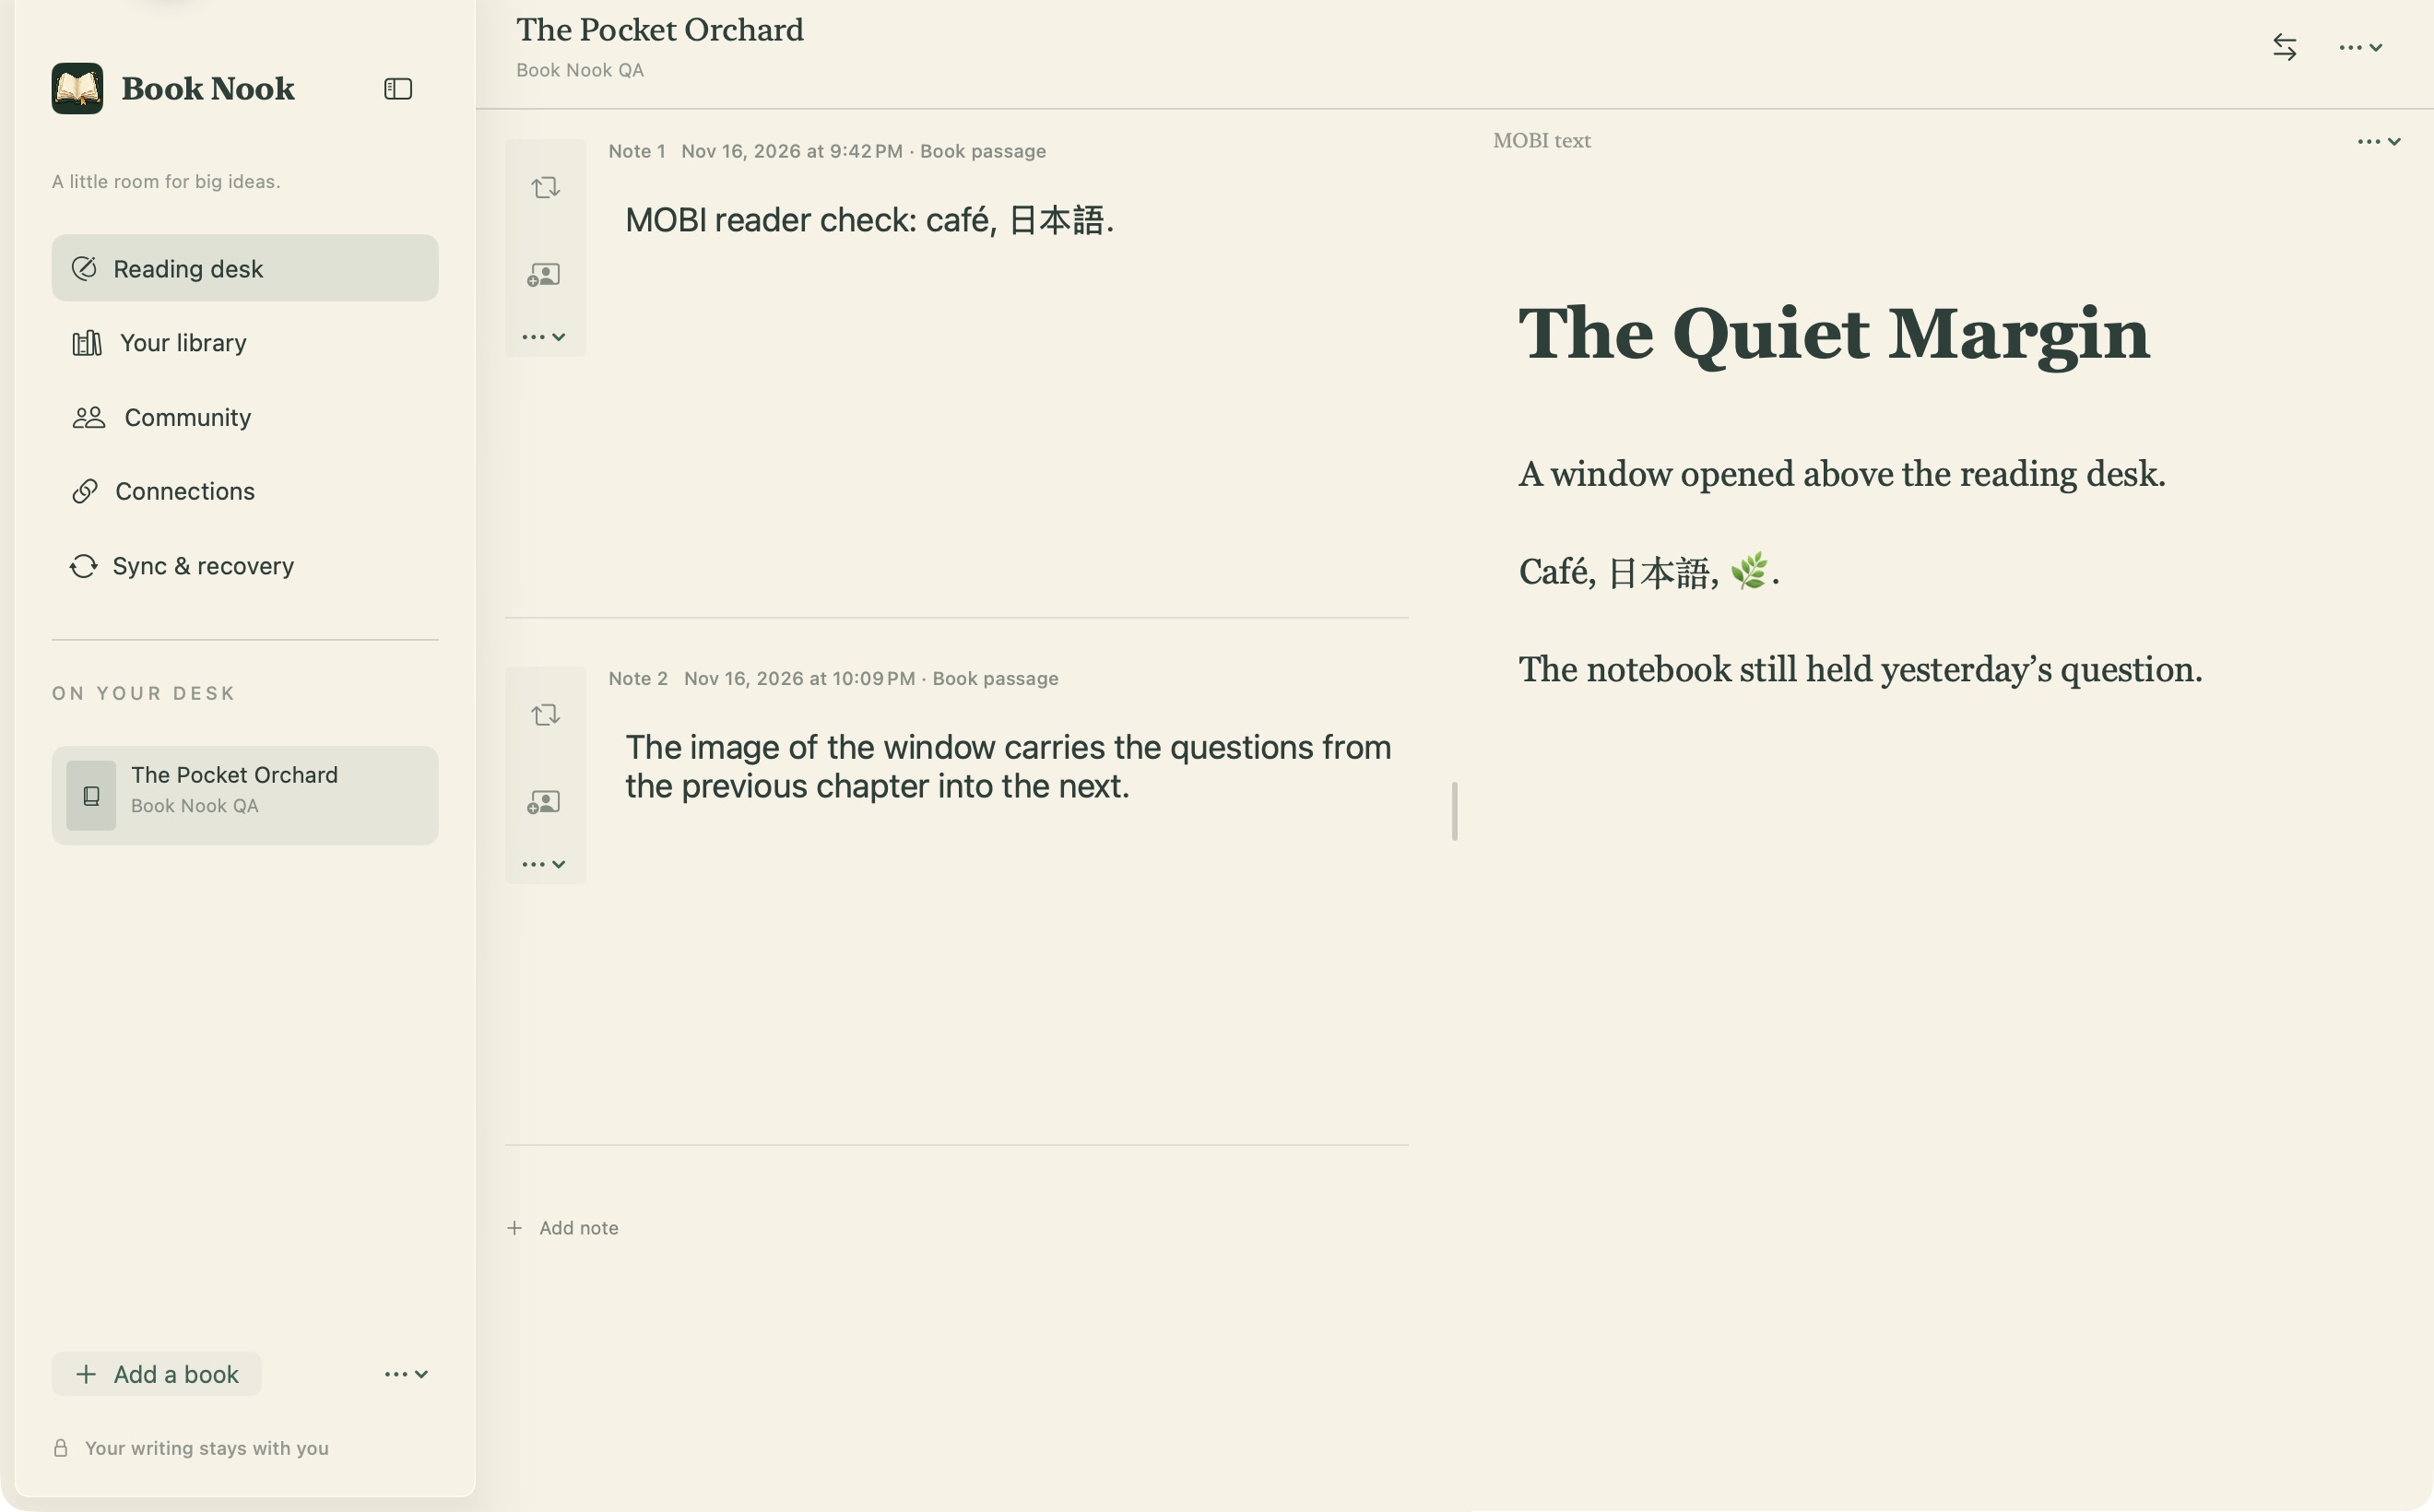 Book Nook
A little room for big ideas.
Reading desk
Your library
Community
Connections
Sync & recovery
ON YOUR DESK
The Pocket Orchard
Book Nook QA
Add a book
Your writing stays with you
The Pocket Orchard
Book Nook QA
Note 1 Nov 16, 2026 at 9:42 PM · Book passage
MOBI reader check: café, 日本語.
Note 2 Nov 16, 2026 at 10:09 PM · Book passage
The image of the window carries the questions from
the previous chapter into the next.
Add note
MOBI text
The Quiet Margin
A window opened above the reading desk.
Café, 日本語, 🌿.
The notebook still held yesterday’s question.